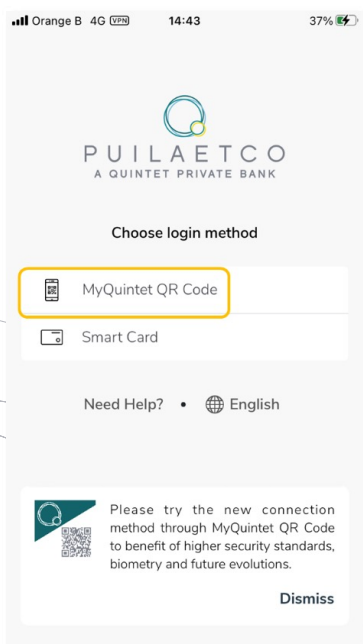 Orange B 4G VPN 14:43 37%
PUILAETCO
A QUINTET PRIVATE BANK
Choose login method
MyQuintet QR Code
Smart Card
Need Help? • English
Please try the new connection
method through MyQuintet QR Code
to benefit of higher security standards,
biometry and future evolutions.
Dismiss